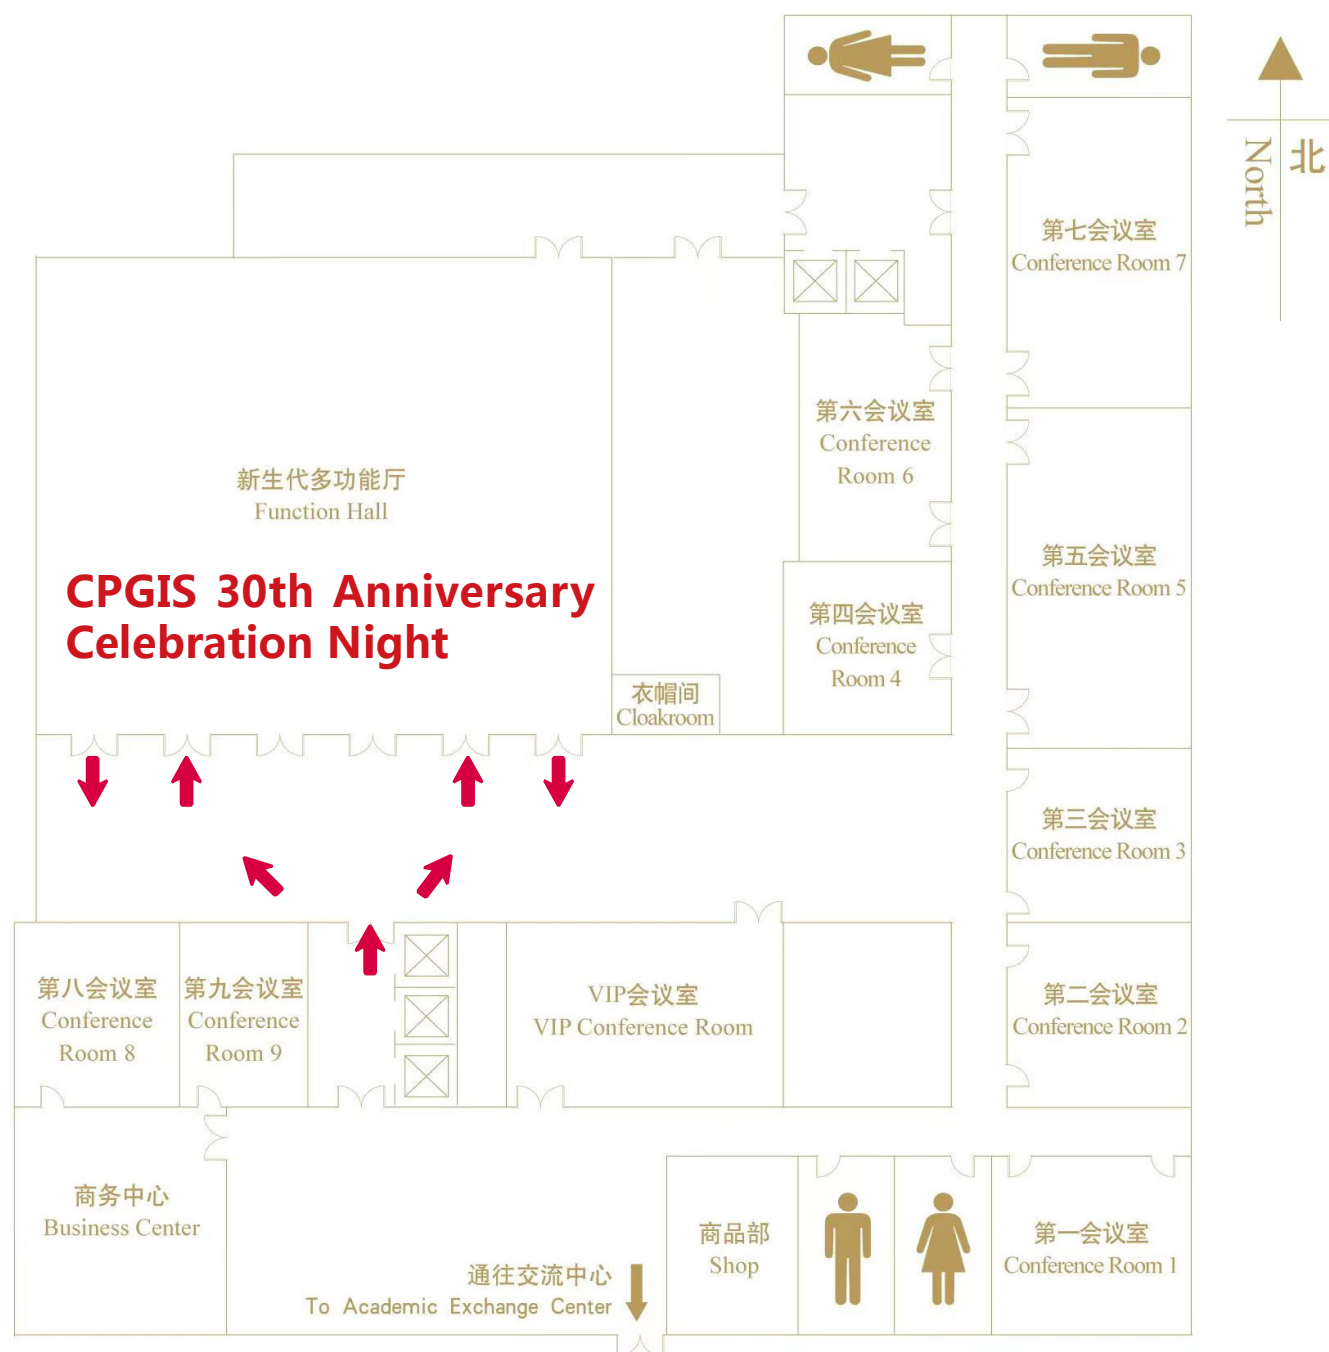 北
North
第七会议室
Conference Room 7
第六会议室
Conference
Room 6
新生代多功能厅
Function Hall
第五会议室
Conference Room 5
CPGIS 30th Anniversary
Celebration Night
第四会议室
Conference
Room 4
衣帽间
Cloakroom
第三会议室
Conference Room 3
第八会议室
Conference
Room 8
第九会议室
Conference
Room 9
VIP会议室
VIP Conference Room
第二会议室
Conference Room 2
商务中心
Business Center
商品部
Shop
第一会议室
Conference Room 1
通往交流中心
To Academic Exchange Center